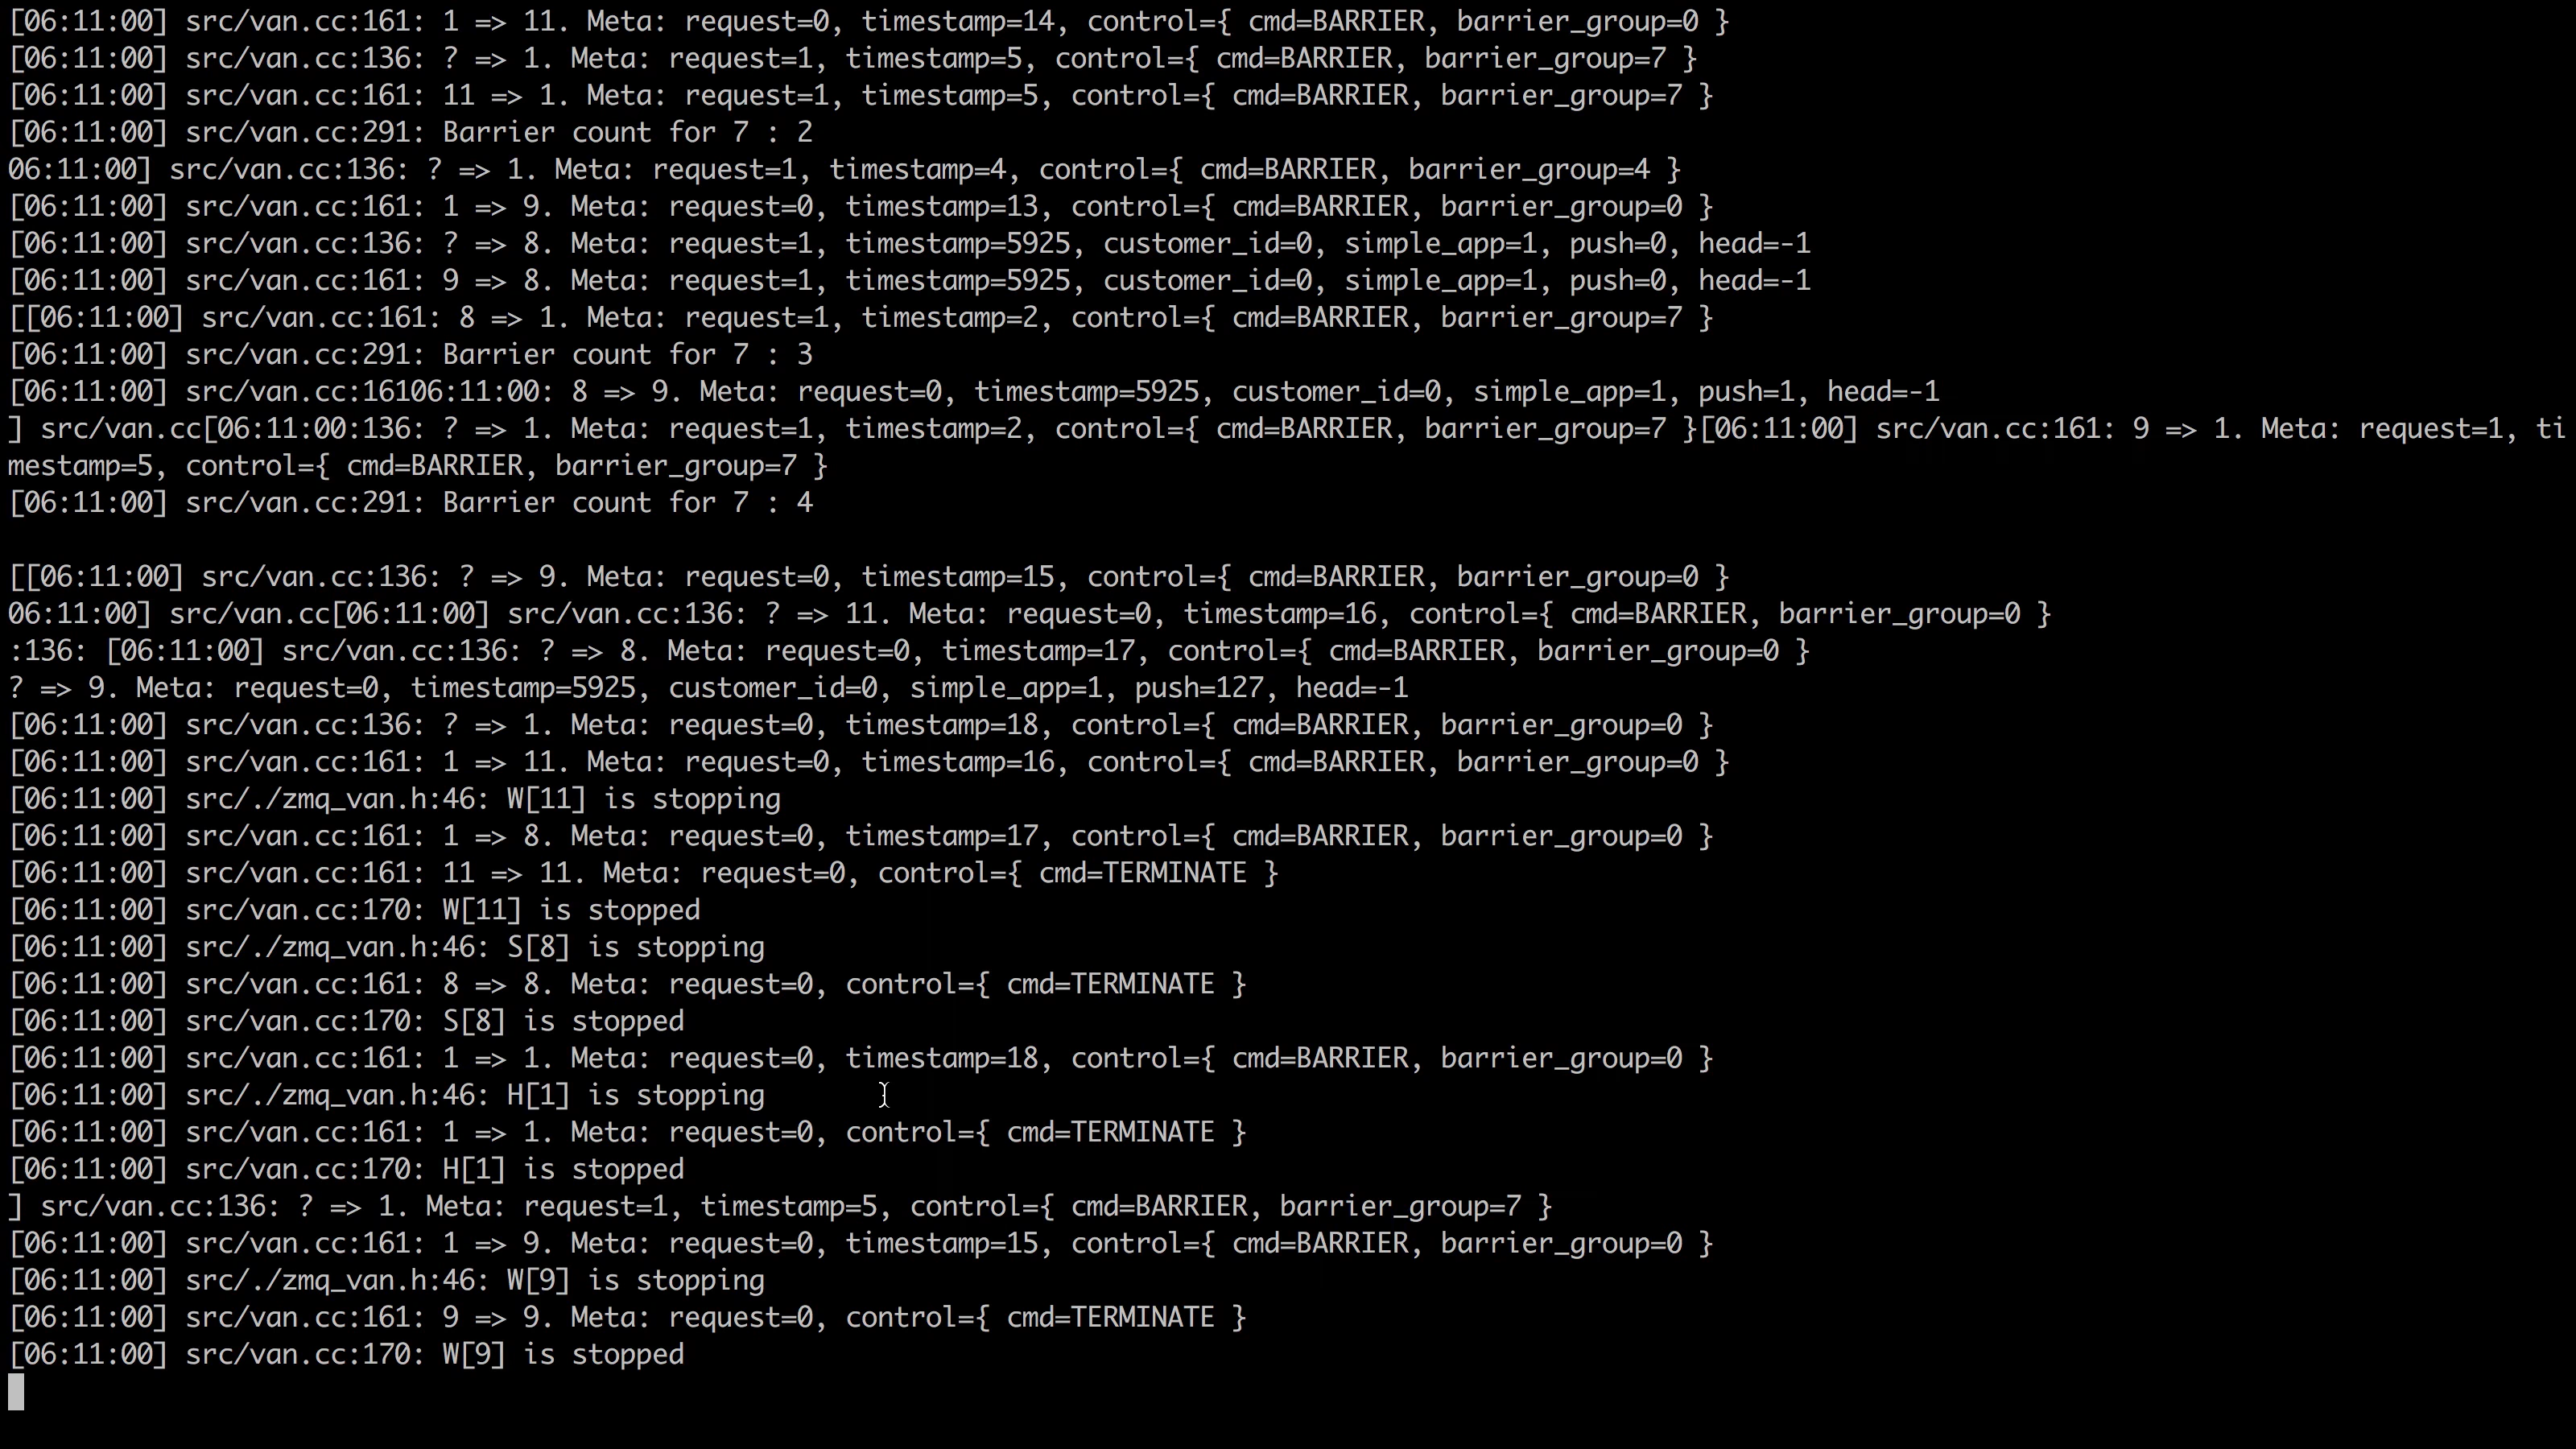 [06:11:00] src/van.cc:161: 1 => 11. Meta: request=0, timestamp=14, control={ cmd=BARRIER, barrier_group=0 }
[06:11:00] src/van.cc:136: ? => 1. Meta: request=1, timestamp=5, control={ cmd=BARRIER, barrier_group=7 }
[06:11:00] src/van.cc:161: 11 => 1. Meta: request=1, timestamp=5, control={ cmd=BARRIER, barrier_group=7 }
[06:11:00] src/van.cc:291: Barrier count for 7 : 2
06:11:00] src/van.cc:136: ? => 1. Meta: request=1, timestamp=4, control={ cmd=BARRIER, barrier_group=4 }
[06:11:00] src/van.cc:161: 1 => 9. Meta: request=0, timestamp=13, control={ cmd=BARRIER, barrier_group=0 }
[06:11:00] src/van.cc:136: ? => 8. Meta: request=1, timestamp=5925, customer_id=0, simple_app=1, push=0, head=-1
[06:11:00] src/van.cc:161: 9 => 8. Meta: request=1, timestamp=5925, customer_id=0, simple_app=1, push=0, head=-1
[[06:11:00] src/van.cc:161: 8 => 1. Meta: request=1, timestamp=2, control={ cmd=BARRIER, barrier_group=7 }
[06:11:00] src/van.cc:291: Barrier count for 7 : 3
[06:11:00] src/van.cc:16106:11:00: 8 => 9. Meta: request=0, timestamp=5925, customer_id=0, simple_app=1, push=1, head=-1
] src/van.cc[06:11:00:136: ? => 1. Meta: request=1, timestamp=2, control={ cmd=BARRIER, barrier_group=7 }[06:11:00] src/van.cc:161: 9 => 1. Meta: request=1, ti
mestamp=5, control={ cmd=BARRIER, barrier_group=7 }
[06:11:00] src/van.cc:291: Barrier count for 7 : 4
[[06:11:00] src/van.cc:136: ? => 9. Meta: request=0, timestamp=15, control={ cmd=BARRIER, barrier_group=0 }
06:11:00] src/van.cc[06:11:00] src/van.cc:136: ? => 11. Meta: request=0, timestamp=16, control={ cmd=BARRIER, barrier_group=0 }
:136: [06:11:00] src/van.cc:136: ? => 8. Meta: request=0, timestamp=17, control={ cmd=BARRIER, barrier_group=0 }
? => 9. Meta: request=0, timestamp=5925, customer_id=0, simple_app=1, push=127, head=-1
[06:11:00] src/van.cc:136: ? => 1. Meta: request=0, timestamp=18, control={ cmd=BARRIER, barrier_group=0 }
[06:11:00] src/van.cc:161: 1 => 11. Meta: request=0, timestamp=16, control={ cmd=BARRIER, barrier_group=0 }
[06:11:00] src/./zmq_van.h:46: W[11] is stopping
[06:11:00] src/van.cc:161: 1 => 8. Meta: request=0, timestamp=17, control={ cmd=BARRIER, barrier_group=0 }
[06:11:00] src/van.cc:161: 11 => 11. Meta: request=0, control={ cmd=TERMINATE }
[06:11:00] src/van.cc:170: W[11] is stopped
[06:11:00] src/./zmq_van.h:46: S[8] is stopping
[06:11:00] src/van.cc:161: 8 => 8. Meta: request=0, control={ cmd=TERMINATE }
[06:11:00] src/van.cc:170: S[8] is stopped
[06:11:00] src/van.cc:161: 1 => 1. Meta: request=0, timestamp=18, control={ cmd=BARRIER, barrier_group=0 }
[06:11:00] src/./zmq_van.h:46: H[1] is stopping
[06:11:00] src/van.cc:161: 1 => 1. Meta: request=0, control={ cmd=TERMINATE }
[06:11:00] src/van.cc:170: H[1] is stopped
] src/van.cc:136: ? => 1. Meta: request=1, timestamp=5, control={ cmd=BARRIER, barrier_group=7 }
[06:11:00] src/van.cc:161: 1 => 9. Meta: request=0, timestamp=15, control={ cmd=BARRIER, barrier_group=0 }
[06:11:00] src/./zmq_van.h:46: W[9] is stopping
[06:11:00] src/van.cc:161: 9 => 9. Meta: request=0, control={ cmd=TERMINATE }
[06:11:00] src/van.cc:170: W[9] is stopped